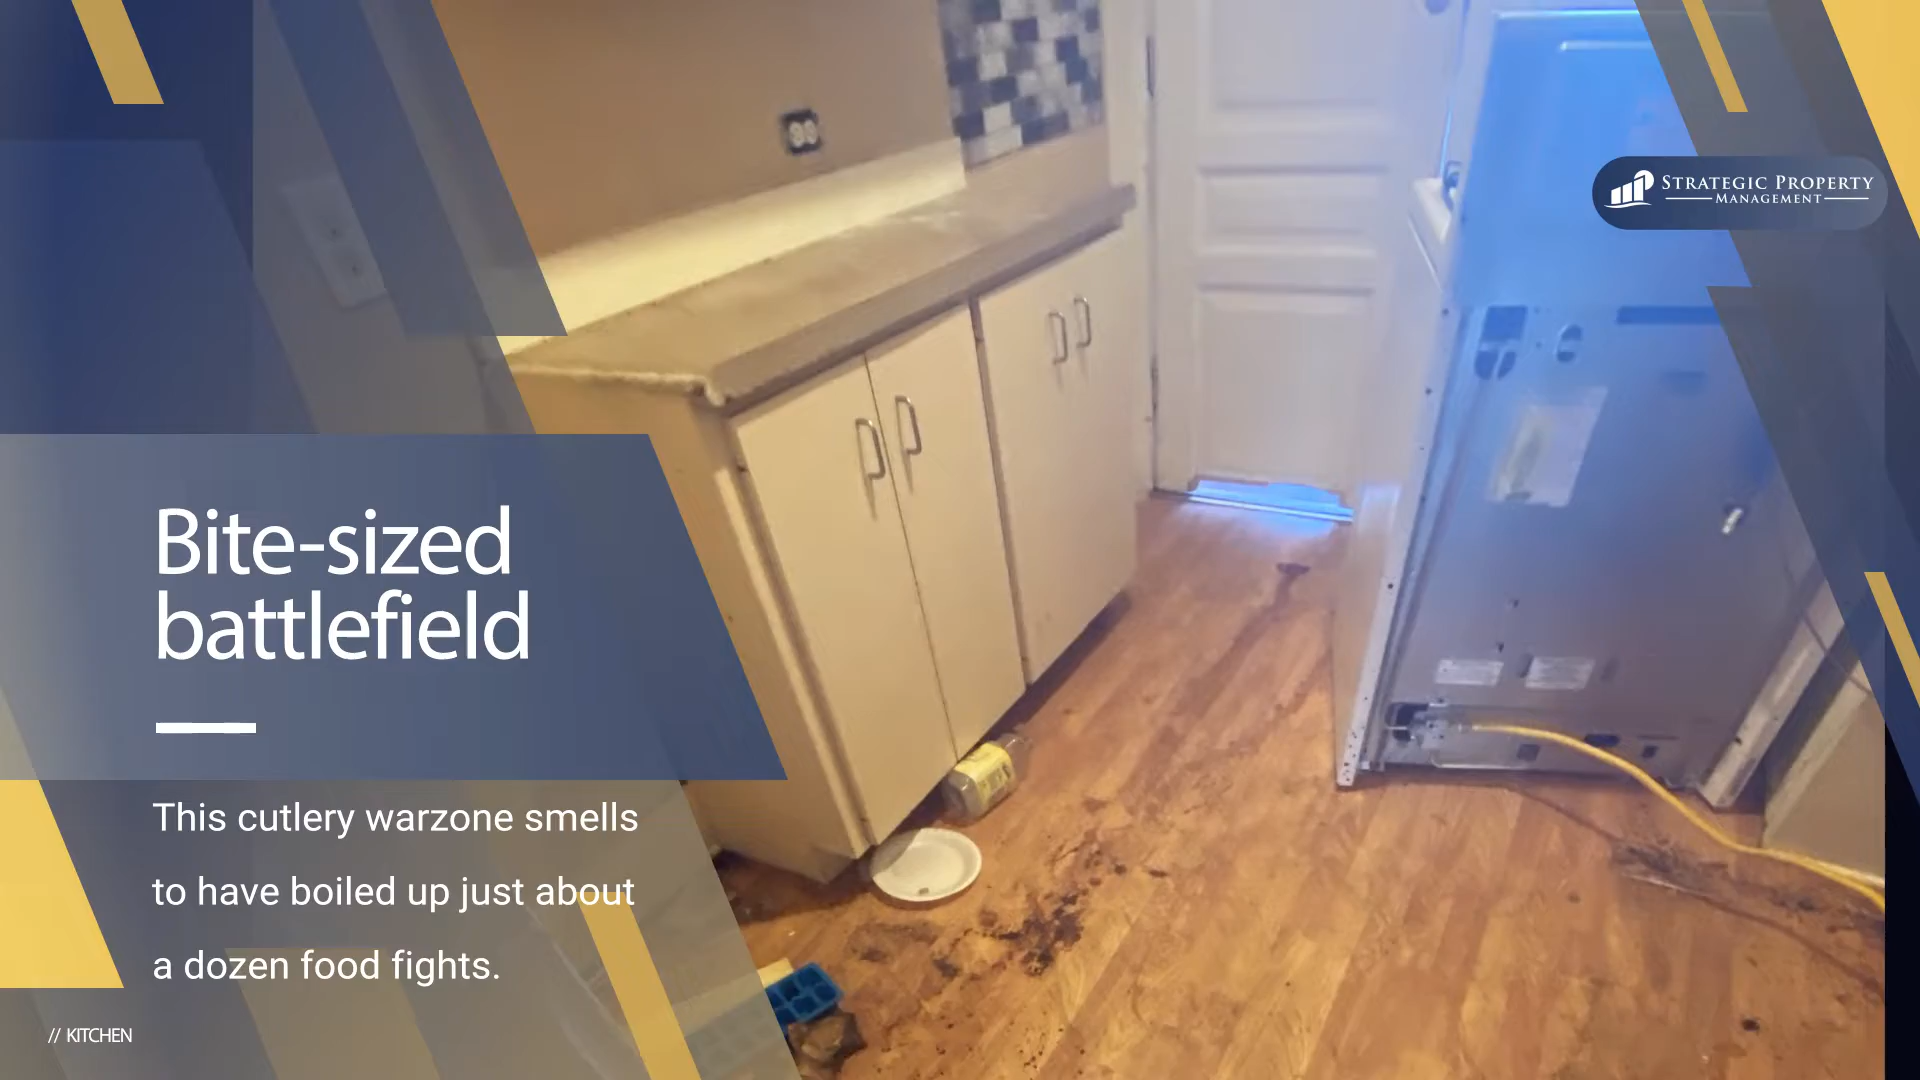 STRATEGIC PROPERTY
MANAGEMENT
Bite-sized
battlefield
This cutlery warzone smells
to have boiled up just about
a dozen food fights.
// KITCHEN